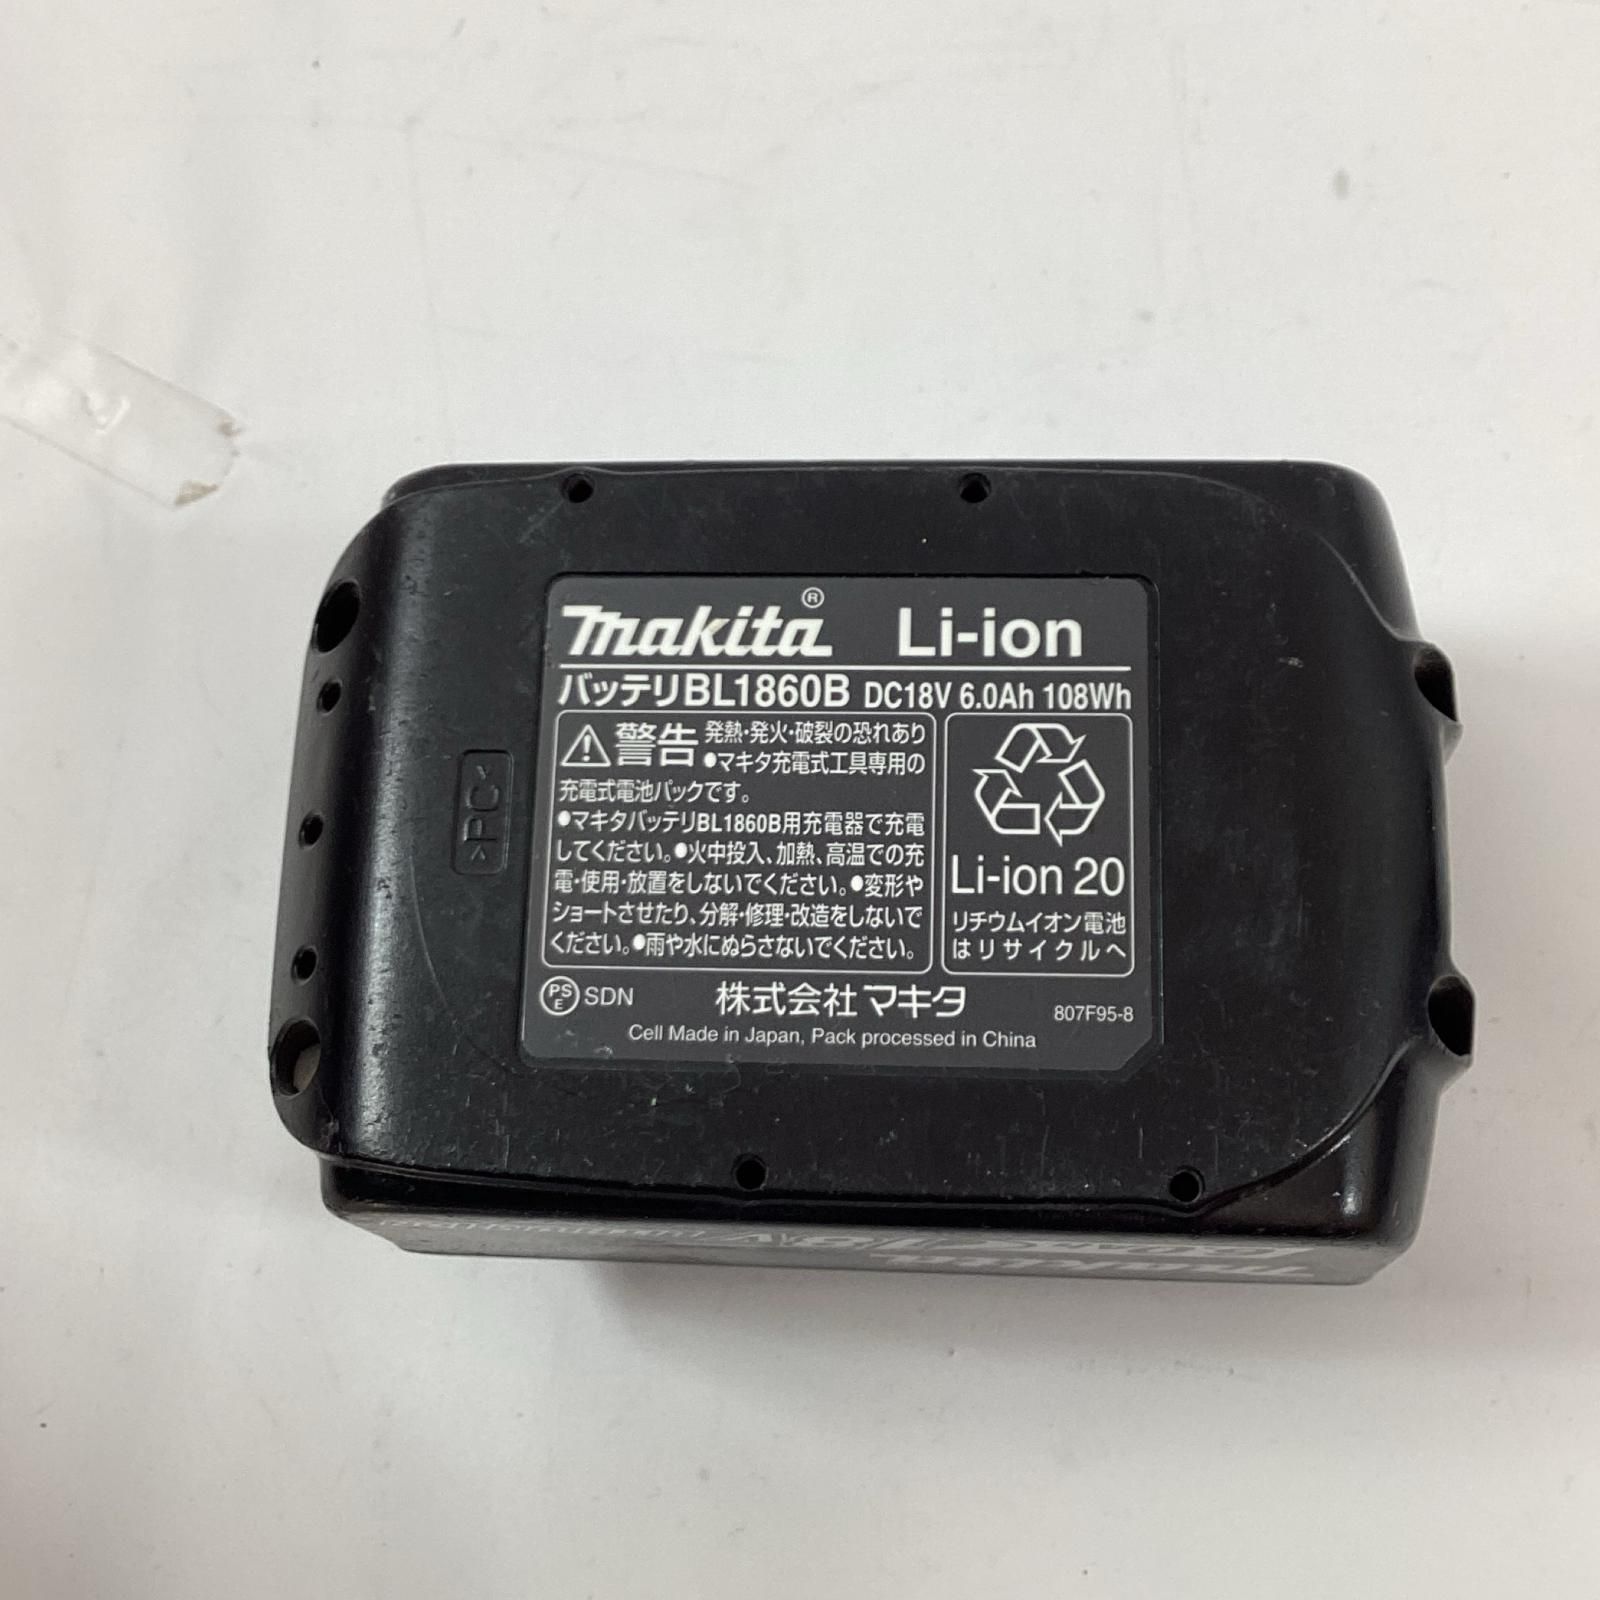 makita® Li-ion
バッテリBL1860B DC18V 6.0Ah 108Wh
警告 発熱・発火・破裂の恐れあり
●マキタ充電式工具専用の
充電式電池パックです。
●マキタバッテリBL1860B用充電器で充電
してください。●火中投入、加熱、高温での充
電・使用・放置をしないでください。●変形や
ショートさせたり、分解・修理・改造をしないで
ください。●雨や水にぬらさないでください。
Li-ion 20
リチウムイオン電池
はリサイクルへ
PSE SDN 株式会社マキタ 807F95-8
Cell Made in Japan, Pack processed in China
>PC<
makita 6.0Ah 18V